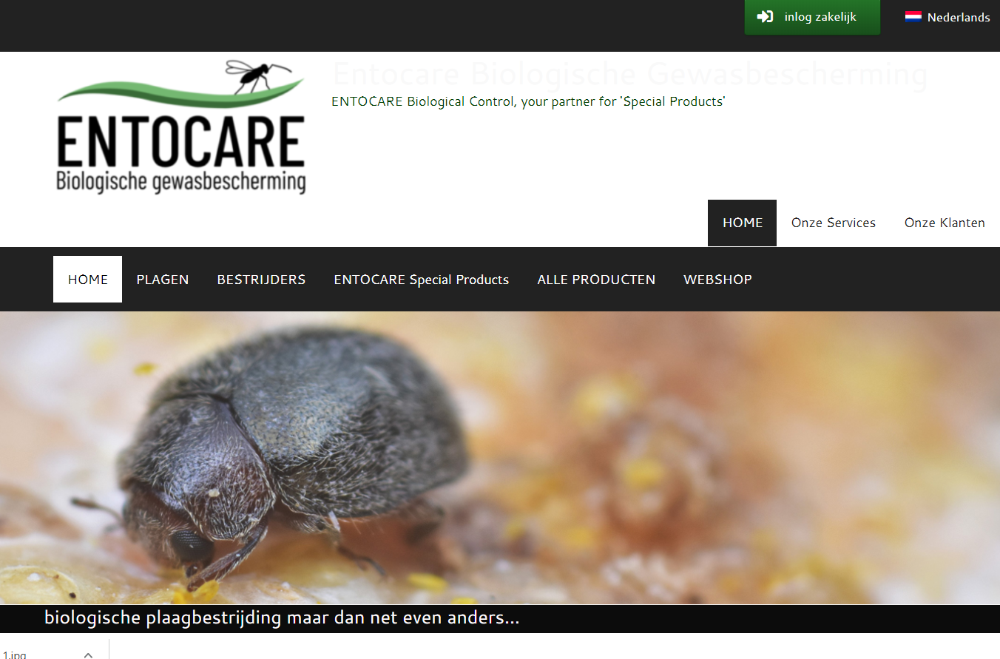 inlog zakelijk
Nederlands
Entocare Biologische Gewasbescherming
ENTOCARE Biological Control, your partner for 'Special Products'
ENTOCARE
Biologische gewasbescherming
HOME Onze Services Onze Klanten
HOME PLAGEN BESTRIJDERS ENTOCARE Special Products ALLE PRODUCTEN WEBSHOP
biologische plaagbestrijding maar dan net even anders...
1.jpg